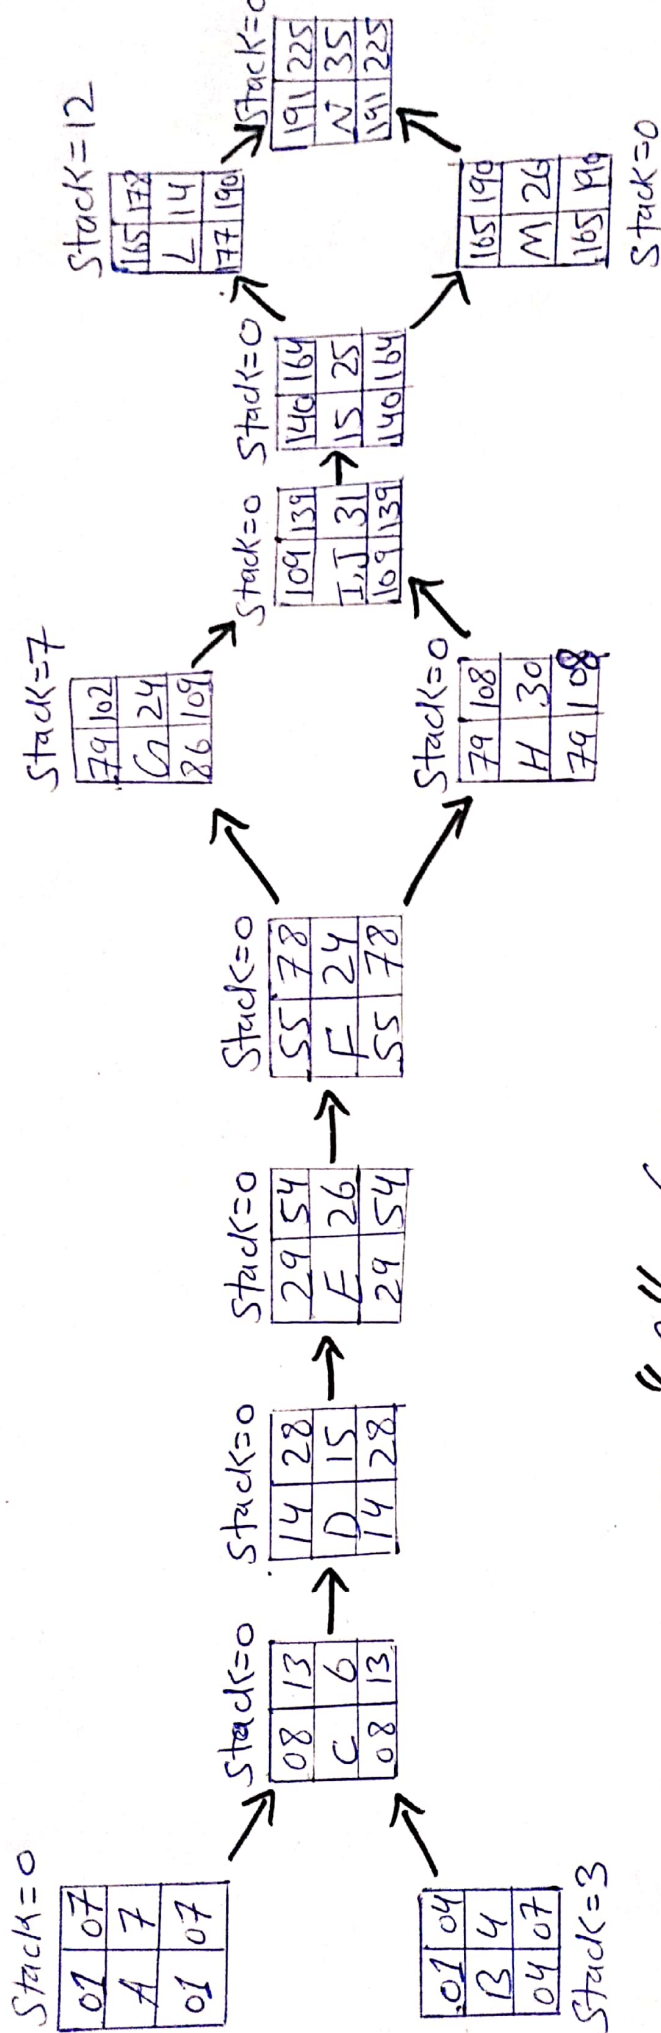 Stack=0
01 07
A 7
01 07
01 04
B 4
04 07
Stack=3
Stack=0
08 13
C 6
08 13
Stack=0
14 28
D 15
14 28
Stack=0
29 54
E 26
29 54
Stack=0
55 78
F 24
55 78
Stack=7
79 102
G 24
86 109
Stack=0
79 108
H 30
79 108
Stack=0
109 139
I,J 31
109 139
Stack=0
140 164
15 25
140 164
Stack=12
165 178
L 14
177 190
165 190
M 26
165 190
Stack=0
Stack=0
191 225
N 35
191 225